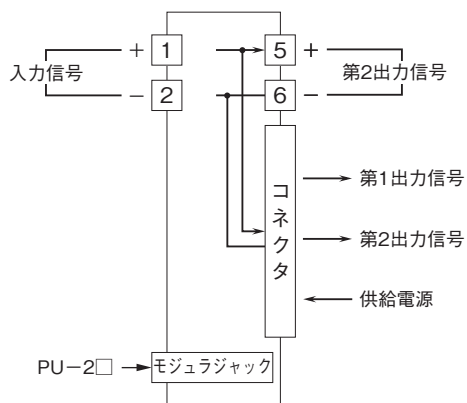 + 1 5 +
入力信号 第2出力信号
− 2 6 −
コネクタ
第1出力信号
第2出力信号
供給電源
PU−2□ モジュラジャック